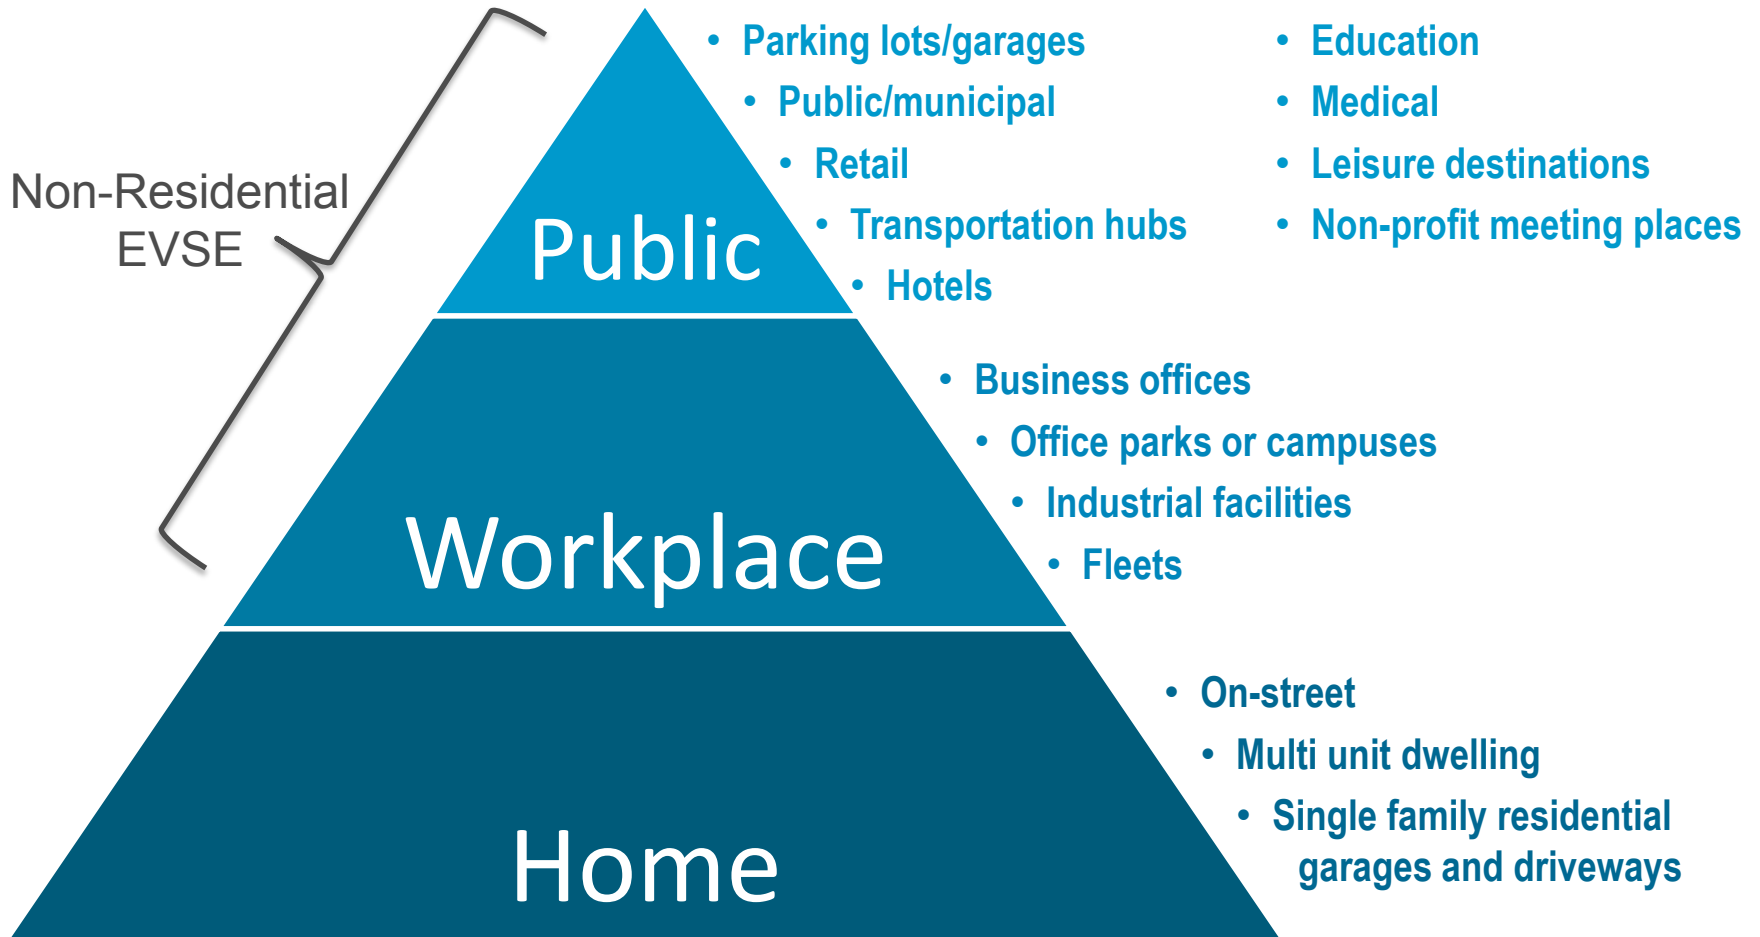 Non-Residential
EVSE
Public
• Parking lots/garages
• Public/municipal
• Retail
• Transportation hubs
• Hotels
• Education
• Medical
• Leisure destinations
• Non-profit meeting places
Workplace
• Business offices
• Office parks or campuses
• Industrial facilities
• Fleets
Home
• On-street
• Multi unit dwelling
• Single family residential
garages and driveways